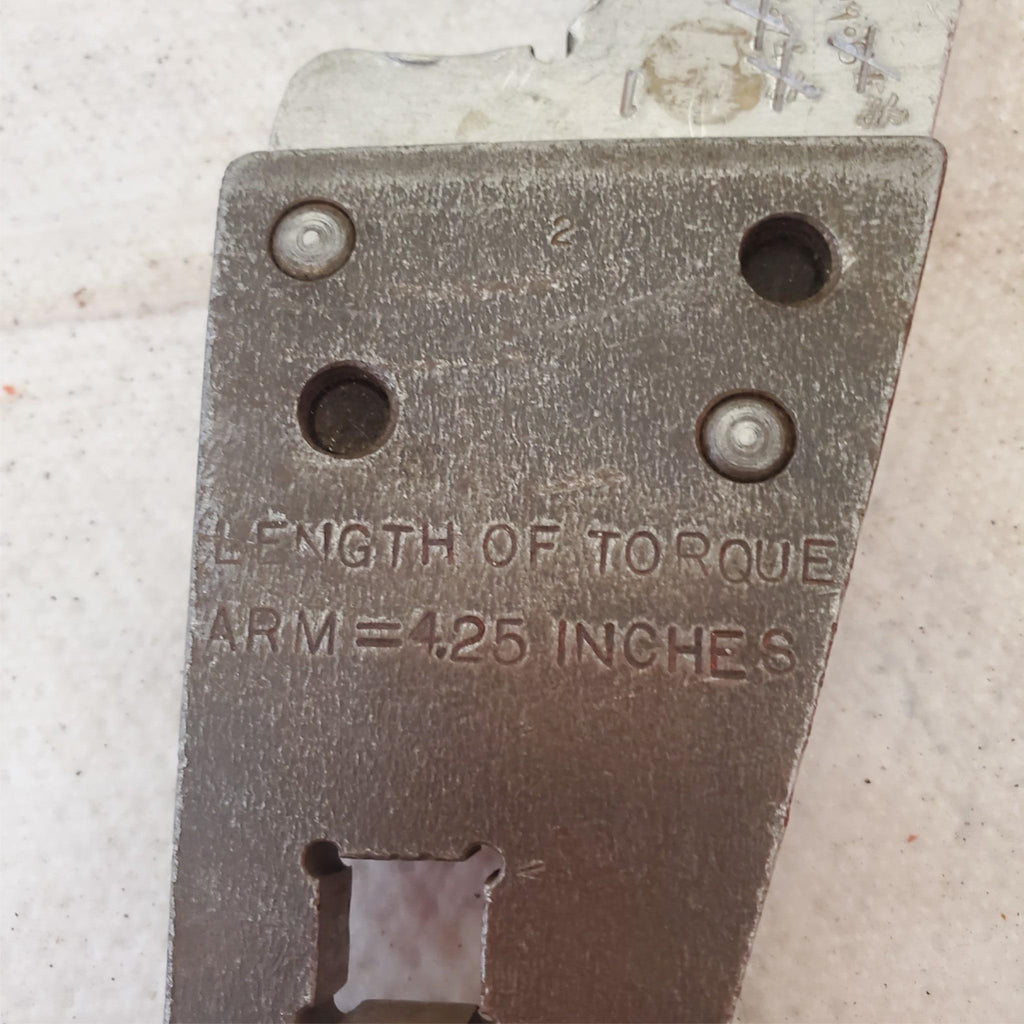 2
LENGTH OF TORQUE
ARM = 4.25 INCHES